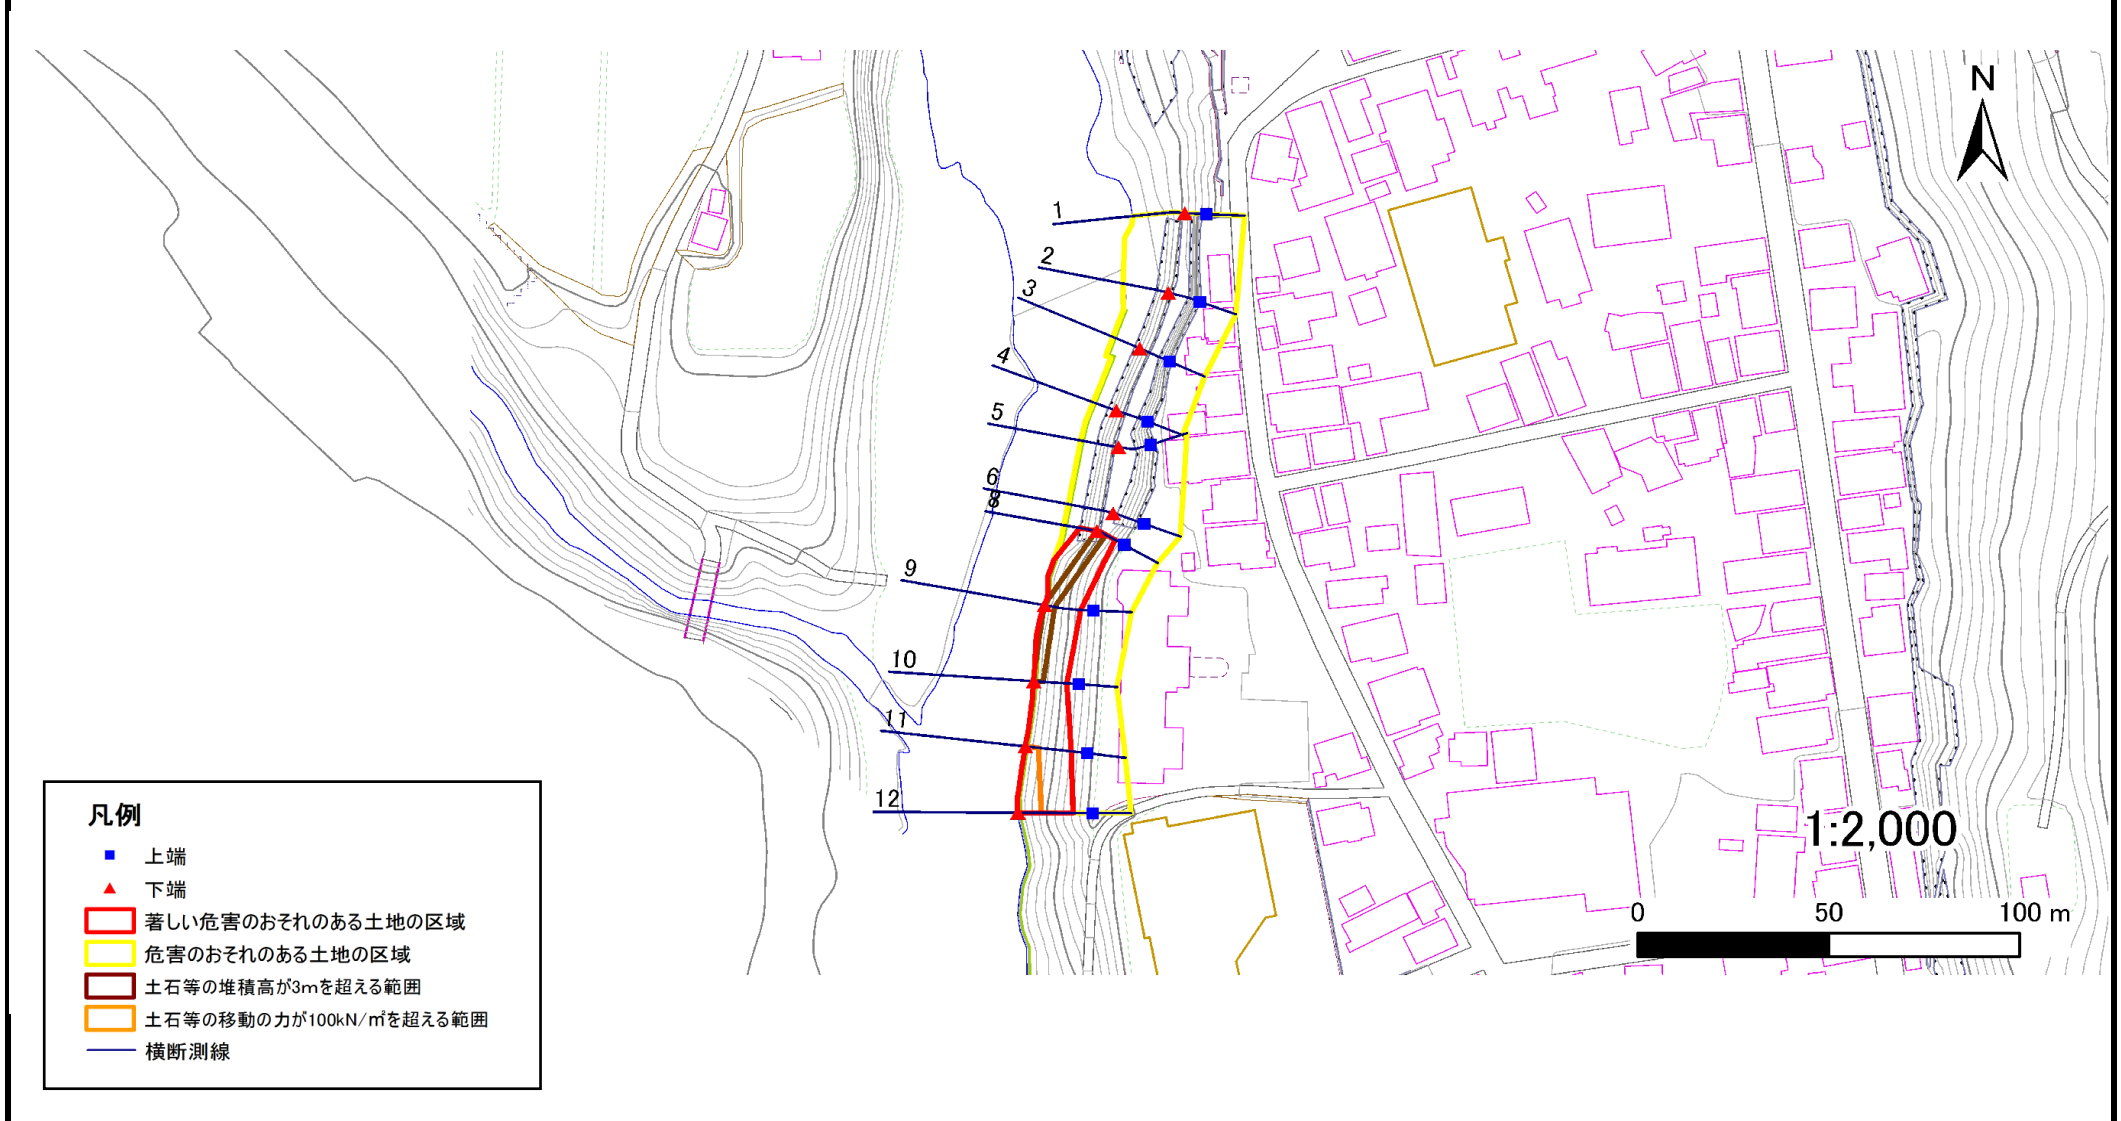 N
1
2
3
4
5
6
8
9
10
11
12
1:2,000
0 50 100 m
凡例
上端
下端
著しい危害のおそれのある土地の区域
危害のおそれのある土地の区域
土石等の堆積高が3mを超える範囲
土石等の移動の力が100kN/㎡を超える範囲
横断測線